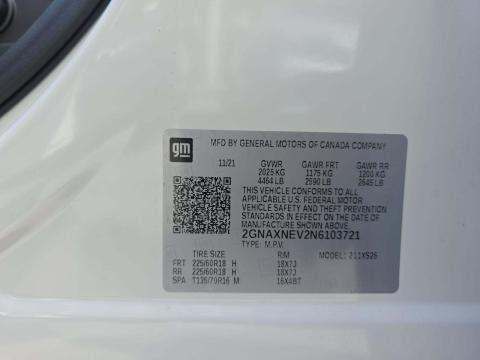 gm
MFD BY GENERAL MOTORS OF CANADA COMPANY
11/21 GVWR GAWR FRT GAWR RR
2025 KG 1175 KG 1200 KG
4464 LB 2590 LB 2645 LB
THIS VEHICLE CONFORMS TO ALL
APPLICABLE U.S. FEDERAL MOTOR
VEHICLE SAFETY AND THEFT
PREVENTION STANDARDS IN EFFECT ON
THE DATE OF MANUFACTURE SHOWN ABOVE.
2GNAXNEV2N6103721
TYPE: M.P.V.
TIRE SIZE RIM MODEL:
FRT 225/60R18 H 18X7J
RR 225/60R18 H 18X7J
SPA T135/70R16 M 16X4BT